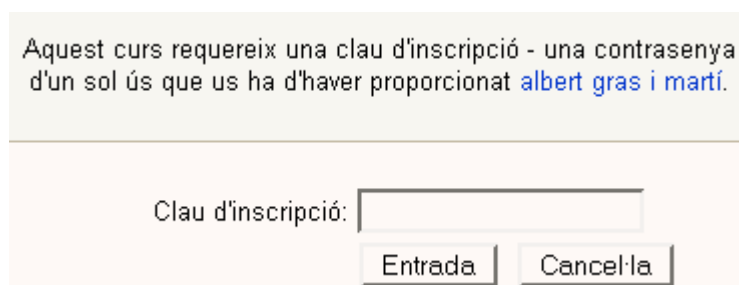 Aquest curs requereix una clau d'inscripció - una contrasenya
d'un sol ús que us ha d'haver proporcionat albert gras i martí.
Clau d'inscripció:
Entrada Cancel·la